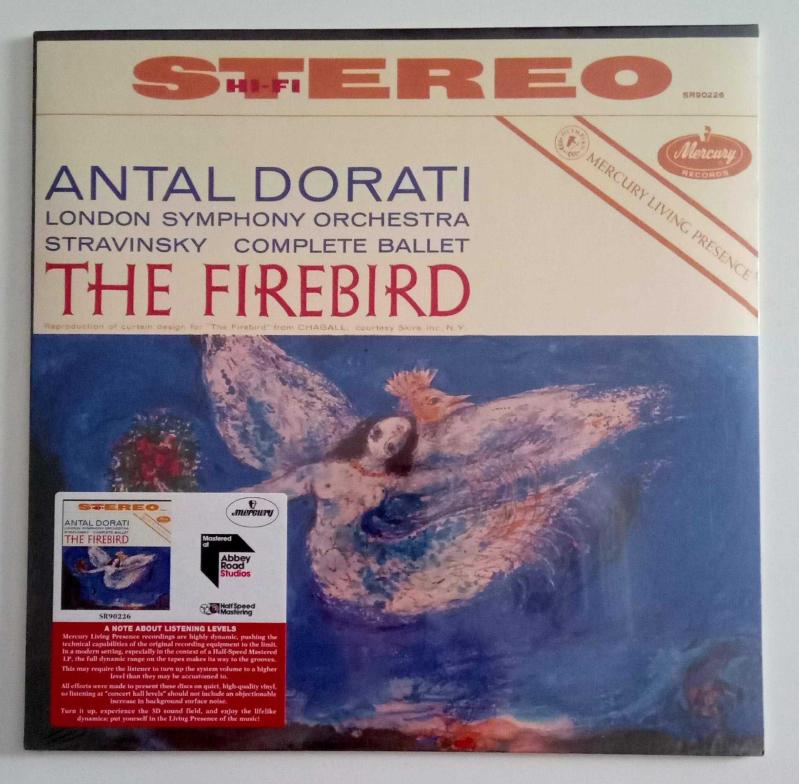 STEREO
HI-FI
SR90226
Mercury
RECORDS
MERCURY LIVING PRESENCE
ANTAL DORATI
LONDON SYMPHONY ORCHESTRA
STRAVINSKY COMPLETE BALLET
THE FIREBIRD
Reproduction of curtain design for "The Firebird" from CHAGALL, courtesy Skira, Inc. N.Y.
STEREO
ANTAL DORATI
LONDON SYMPHONY ORCHESTRA
STRAVINSKY COMPLETE BALLET
THE FIREBIRD
SR90226
mercury
Mastered
at
Abbey
Road
Studios
Half Speed
Mastering
A NOTE ABOUT LISTENING LEVELS
Mercury Living Presence recordings are highly dynamic, pushing the
technical capabilities of the original recording equipment to the limit.
In a modern setting, especially in the context of a Half-Speed Mastered
LP, the full dynamic range on the tapes makes its way to the grooves.
This may require the listener to turn up the system volume to a higher
level than they may be accustomed to.
All efforts were made to present these discs on quiet, high-quality vinyl,
so listening at "concert hall levels" should not include an objectionable
increase in background surface noise.
Turn it up, experience the 3D sound field, and enjoy the lifelike
dynamics; put yourself in the Living Presence of the music!